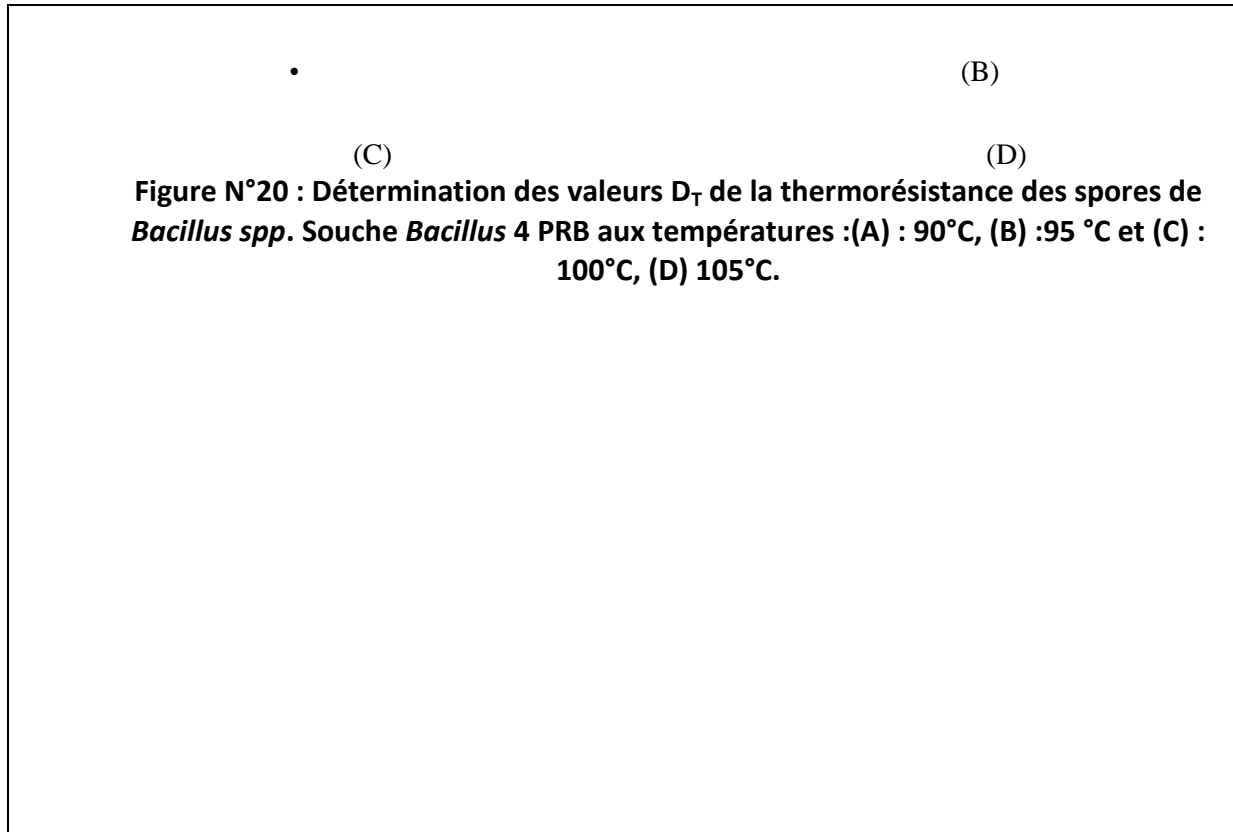 • (B)
(C) (D)
Figure N°20 : Détermination des valeurs DT de la thermorésistance des spores de
Bacillus spp. Souche Bacillus 4 PRB aux températures :(A) : 90°C, (B) :95 °C et (C) :
100°C, (D) 105°C.